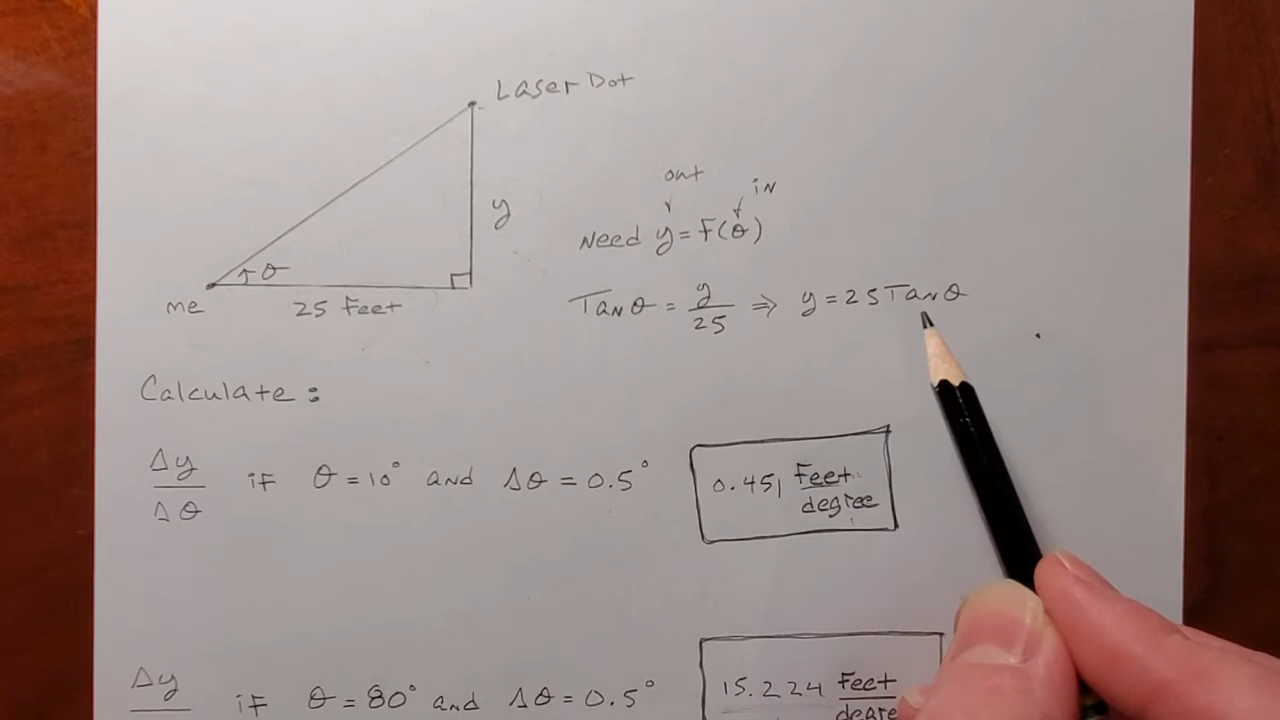 Laser Dot
out
in
Need y = F(θ)
y
θ
me
25 Feet
Tan θ = y/25 ⇒ y = 25 Tan θ
Calculate:
Δy/Δθ if θ = 10° and Δθ = 0.5° 0.451 Feet/degree
Δy if θ = 80° and Δθ = 0.5° 15.224 Feet/degre